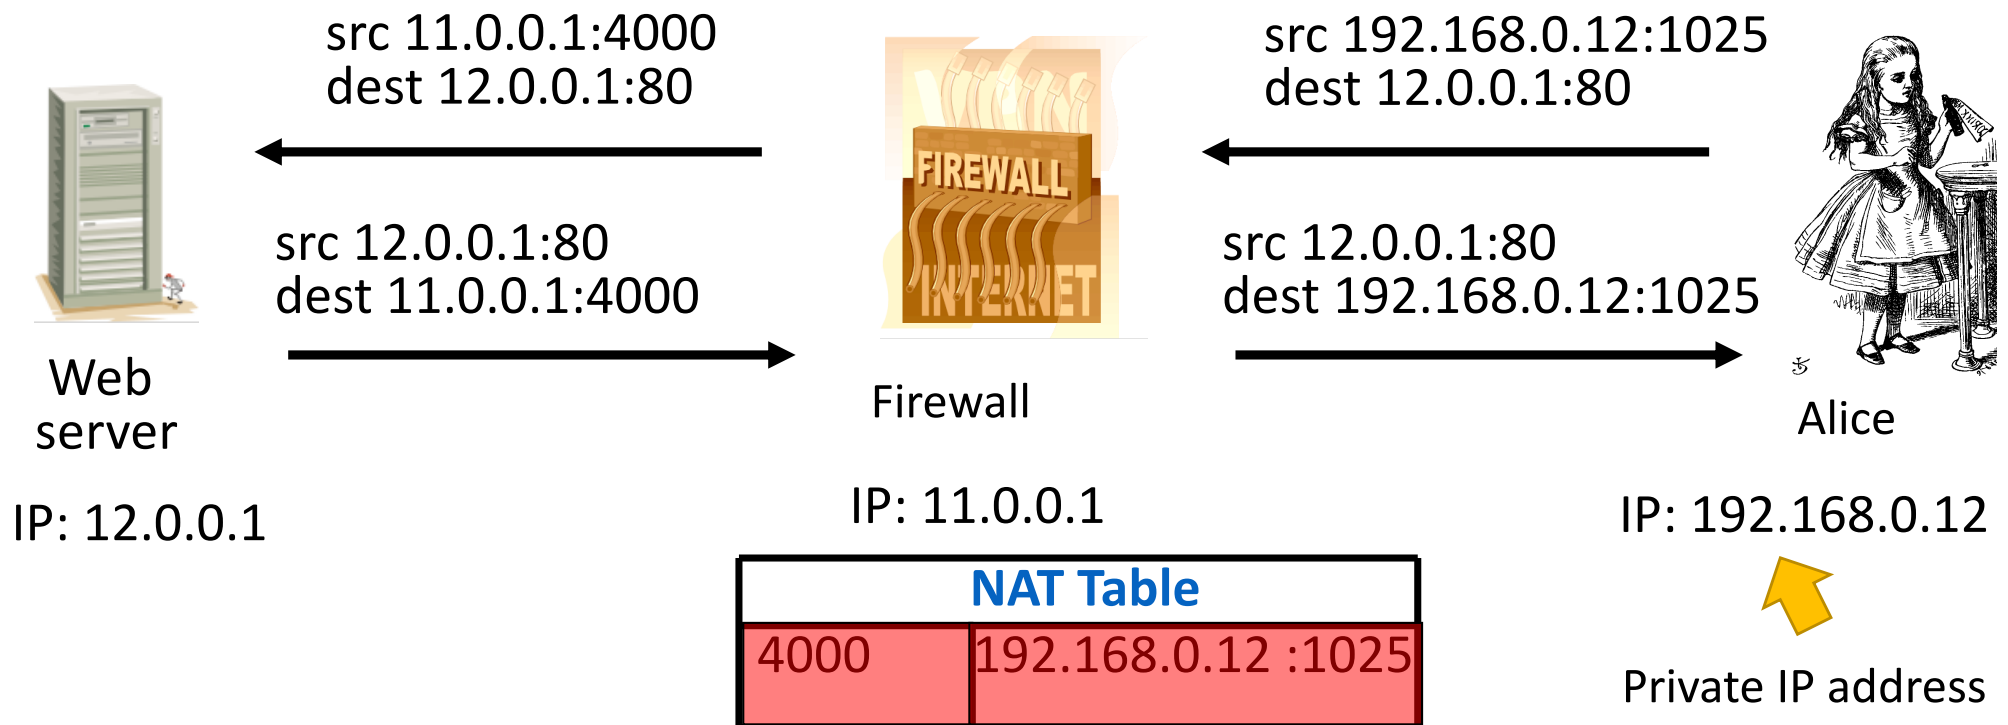 src 11.0.0.1:4000
dest 12.0.0.1:80
src 192.168.0.12:1025
dest 12.0.0.1:80
FIREWALL
INTERNET
src 12.0.0.1:80
dest 11.0.0.1:4000
src 12.0.0.1:80
dest 192.168.0.12:1025
Web
server
Firewall
Alice
IP: 12.0.0.1
IP: 11.0.0.1
IP: 192.168.0.12
NAT Table
4000 192.168.0.12 :1025
Private IP address